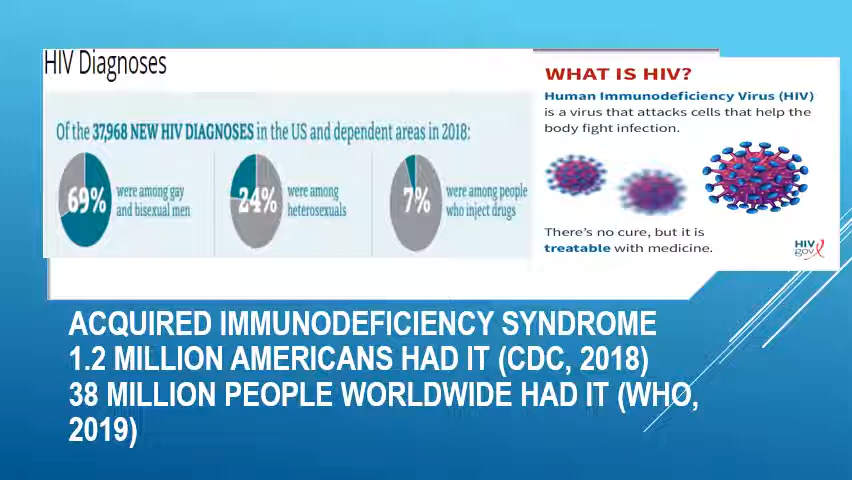 HIV Diagnoses
Of the 37,968 NEW HIV DIAGNOSES in the US and dependent areas in 2018:
69%
were among gay
and bisexual men
24%
were among
heterosexuals
7%
were among people
who inject drugs
WHAT IS HIV?
Human Immunodeficiency Virus (HIV)
is a virus that attacks cells that help the
body fight infection.
There's no cure, but it is
treatable with medicine.
HIV
gov
ACQUIRED IMMUNODEFICIENCY SYNDROME
1.2 MILLION AMERICANS HAD IT (CDC, 2018)
38 MILLION PEOPLE WORLDWIDE HAD IT (WHO,
2019)